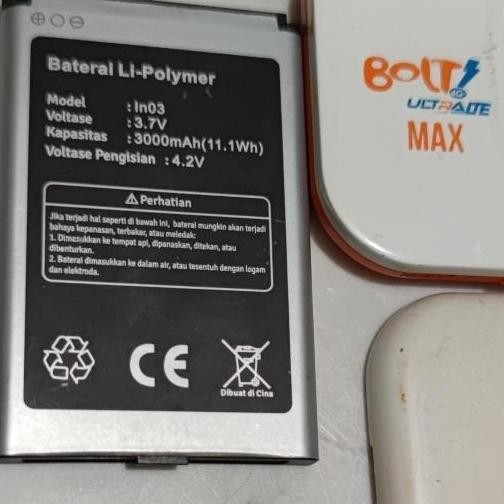 Baterai Li-Polymer
Model : In03
Voltase : 3.7V
Kapasitas : 3000mAh(11.1Wh)
Voltase Pengisian : 4.2V
Perhatian
Jika terjadi hal seperti di bawah ini, baterai mungkin akan terjadi
bahaya kepanasan, terbakar, atau meledak:
1. Dimasukkan ke tempat api, dipanaskan, ditekan, atau
dibenturkan.
2. Baterai dimasukkan ke dalam air, atau tesentuh dengan logam
dan elektroda.
CE
Dibuat di Cina
BOLT!
4G+
ULTRA LTE
MAX